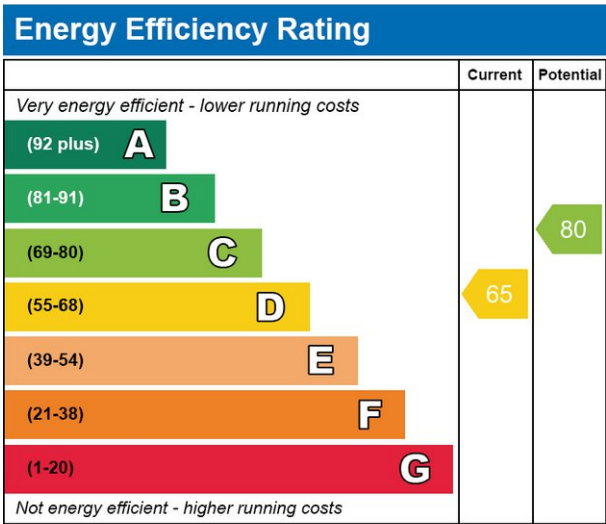 Energy Efficiency Rating
Current Potential
Very energy efficient - lower running costs
(92 plus) A
(81-91) B
(69-80) C
80
(55-68) D
65
(39-54) E
(21-38) F
(1-20) G
Not energy efficient - higher running costs